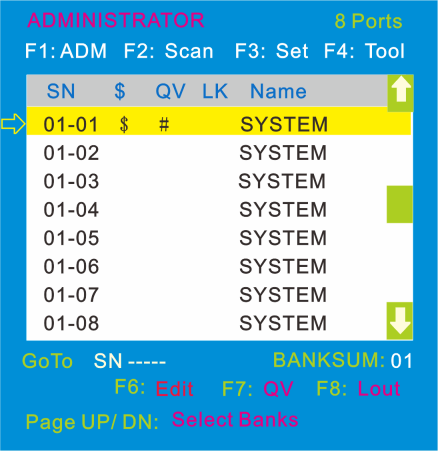 ADMINISTRATOR 8 Ports
F1: ADM F2: Scan F3: Set F4: Tool
SN $ QV LK Name
01-01 $ # SYSTEM
01-02 SYSTEM
01-03 SYSTEM
01-04 SYSTEM
01-05 SYSTEM
01-06 SYSTEM
01-07 SYSTEM
01-08 SYSTEM
GoTo SN ----- BANKSUM: 01
F6: Edit F7: QV F8: Lout
Page UP/ DN: Select Banks